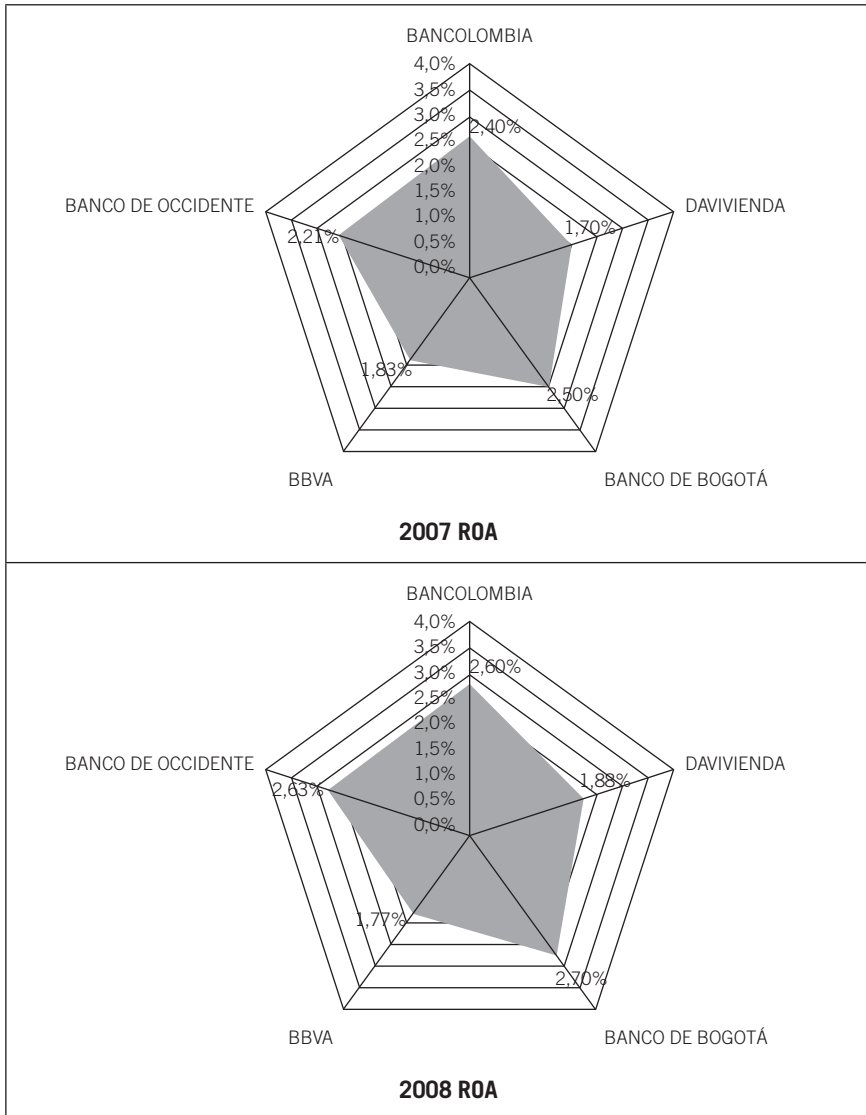 BANCOLOMBIA
4,0%
3,5%
3,0%
2,40%
2,5%
2,0%
BANCO DE OCCIDENTE
DAVIVIENDA
1,5%
1,70%
2,21%
1,0%
0,5%
0,0%
1,83%
2,50%
BBVA
BANCO DE BOGOTÁ
2007 ROA
BANCOLOMBIA
4,0%
3,5%
3,0%
2,60%
2,5%
2,0%
BANCO DE OCCIDENTE
DAVIVIENDA
1,5%
1,88%
2,63%
1,0%
0,5%
0,0%
1,77%
2,70%
BBVA
BANCO DE BOGOTÁ
2008 ROA